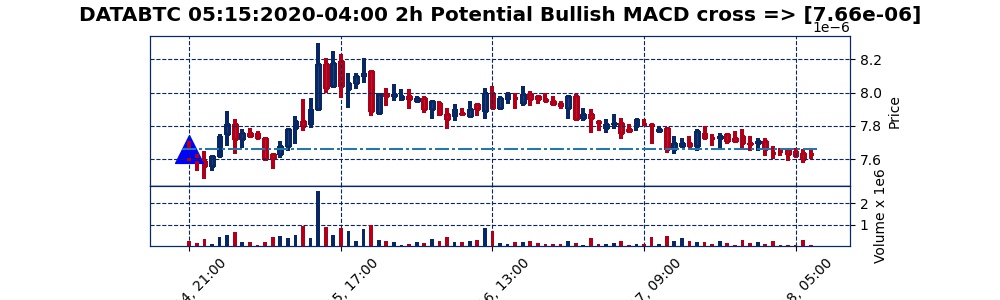 DATABTC 05:15:2020-04:00 2h Potential Bullish MACD cross => [7.66e-06]
1e−6
8.2
8.0
7.8
7.6
Price
2
1
Volume x 1e6
4, 21:00
5, 17:00
6, 13:00
7, 09:00
8, 05:00